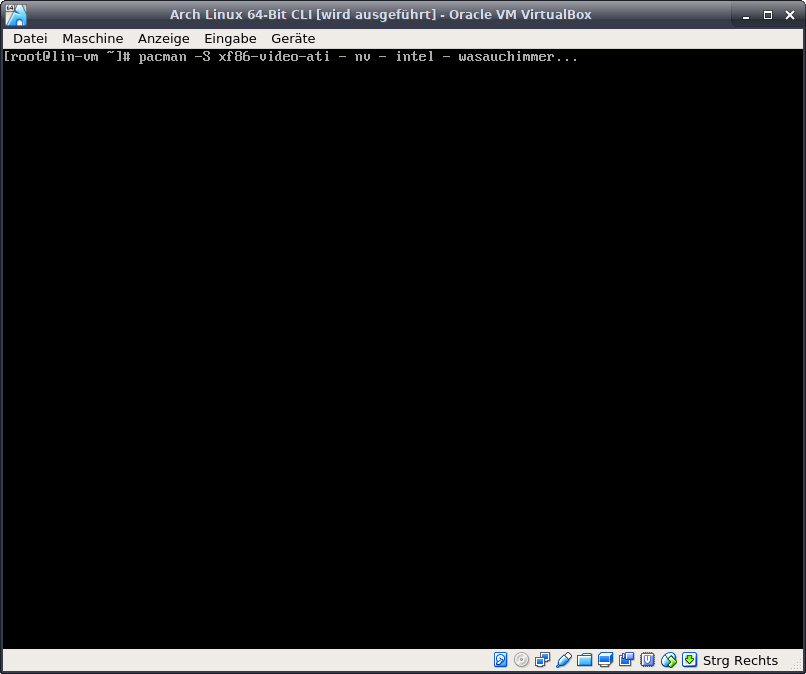 Arch Linux 64-Bit CLI [wird ausgeführt] - Oracle VM VirtualBox
Datei Maschine Anzeige Eingabe Geräte
[root@lin-vm ~]# pacman -S xf86-video-ati - nv - intel - wasauchimmer...
Strg Rechts